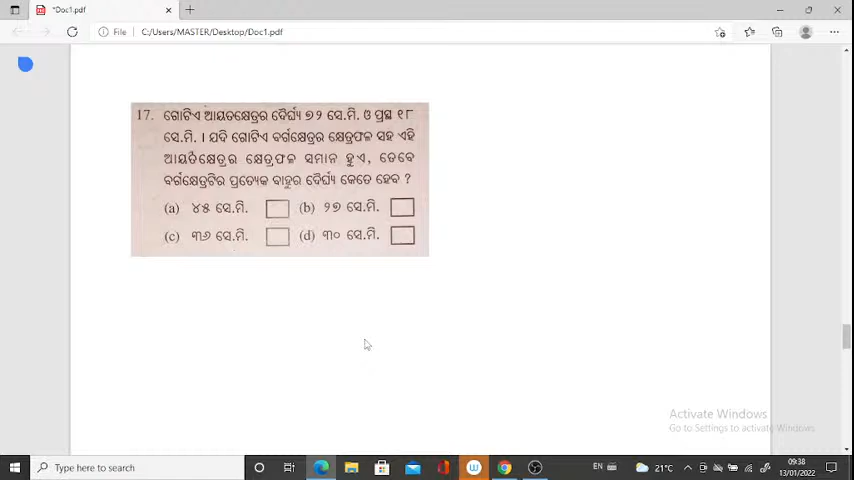 *Doc1.pdf
File C:/Users/MASTER/Desktop/Doc1.pdf
17. ଗୋଟିଏ ଆୟତକ୍ଷେତ୍ରର ଦୈର୍ଘ୍ୟ ୭୨ ସେ.ମି. ଓ ପ୍ରସ୍ଥ ୧୮
ସେ.ମି. । ଯଦି ଗୋଟିଏ ବର୍ଗକ୍ଷେତ୍ରର କ୍ଷେତ୍ରଫଳ ସହ ଏହି
ଆୟତକ୍ଷେତ୍ରର କ୍ଷେତ୍ରଫଳ ସମାନ ହୁଏ, ତେବେ
ବର୍ଗକ୍ଷେତ୍ରଟିର ପ୍ରତ୍ୟେକ ବାହୁର ଦୈର୍ଘ୍ୟ କେତେ ହେବ ?
(a) ୪୫ ସେ.ମି. (b) ୨୭ ସେ.ମି.
(c) ୩୬ ସେ.ମି. (d) ୩୦ ସେ.ମି.
Activate Windows
Go to Settings to activate Windows.
Type here to search
EN 21°C 09:38
13/01/2022